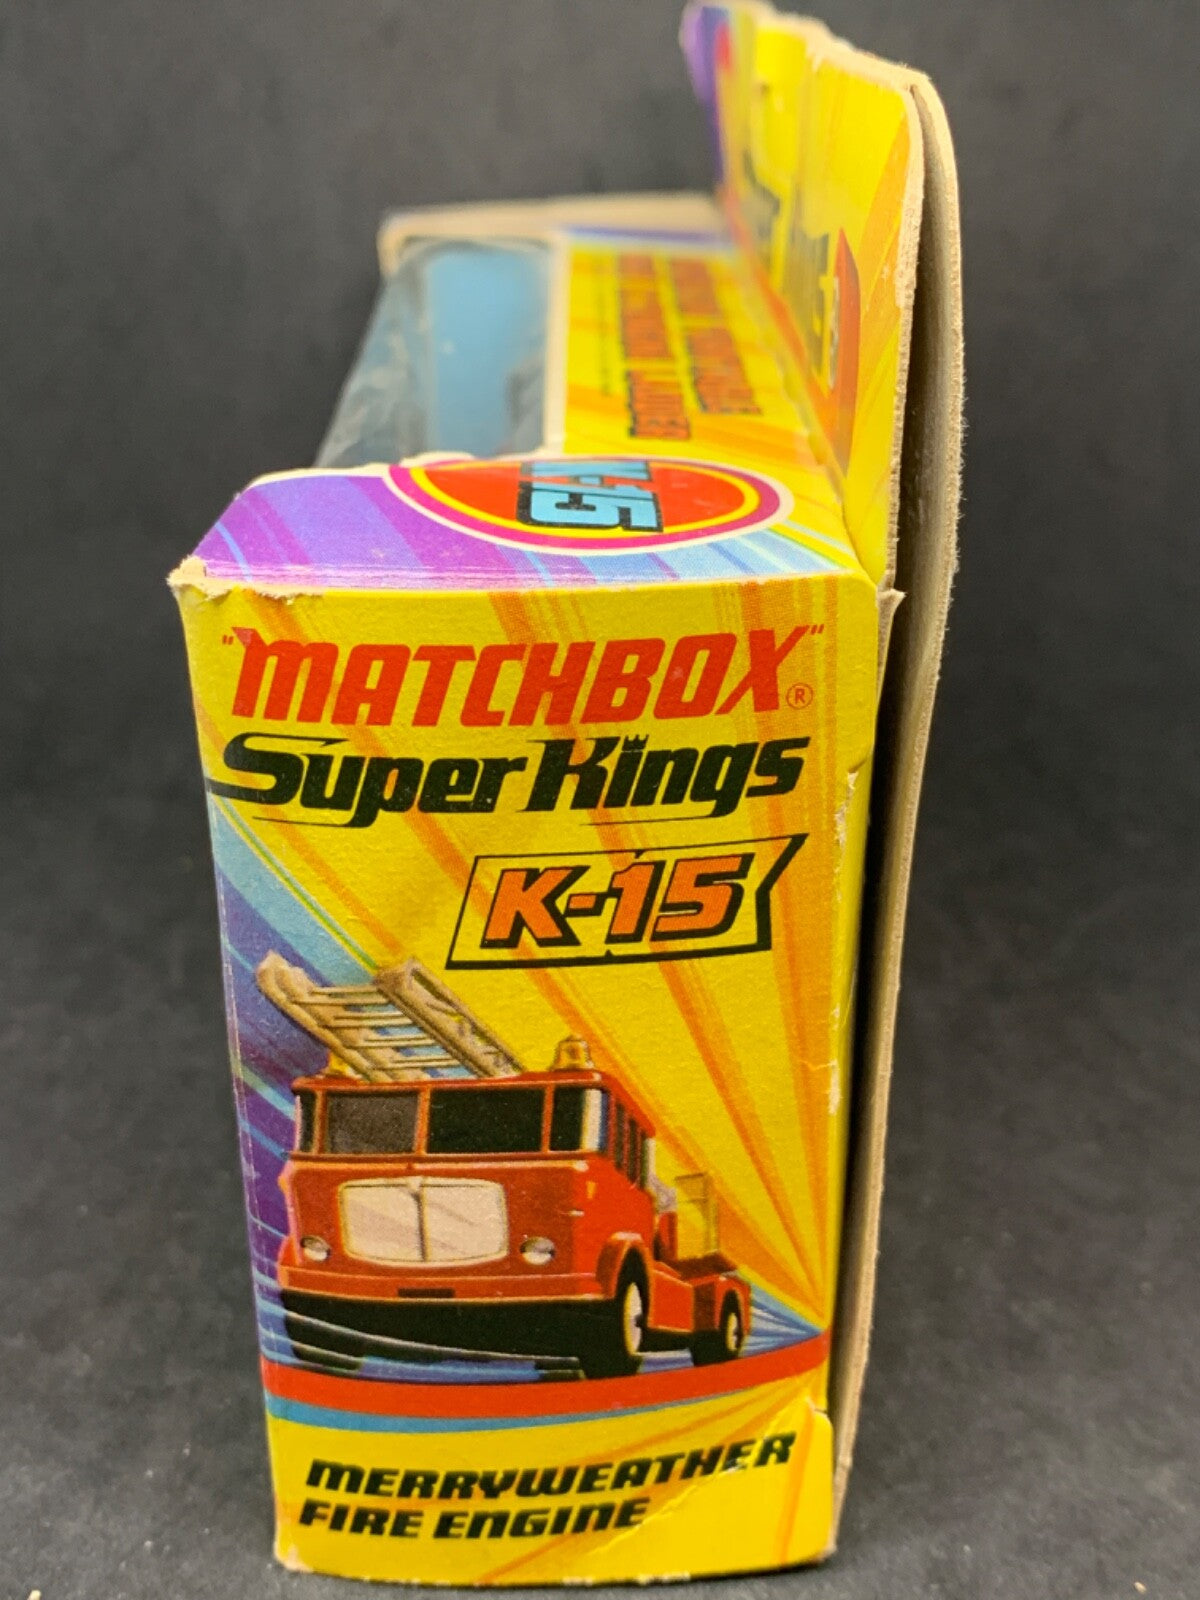 K-15
"MATCHBOX"®
Super Kings
K-15
MERRYWEATHER
FIRE ENGINE